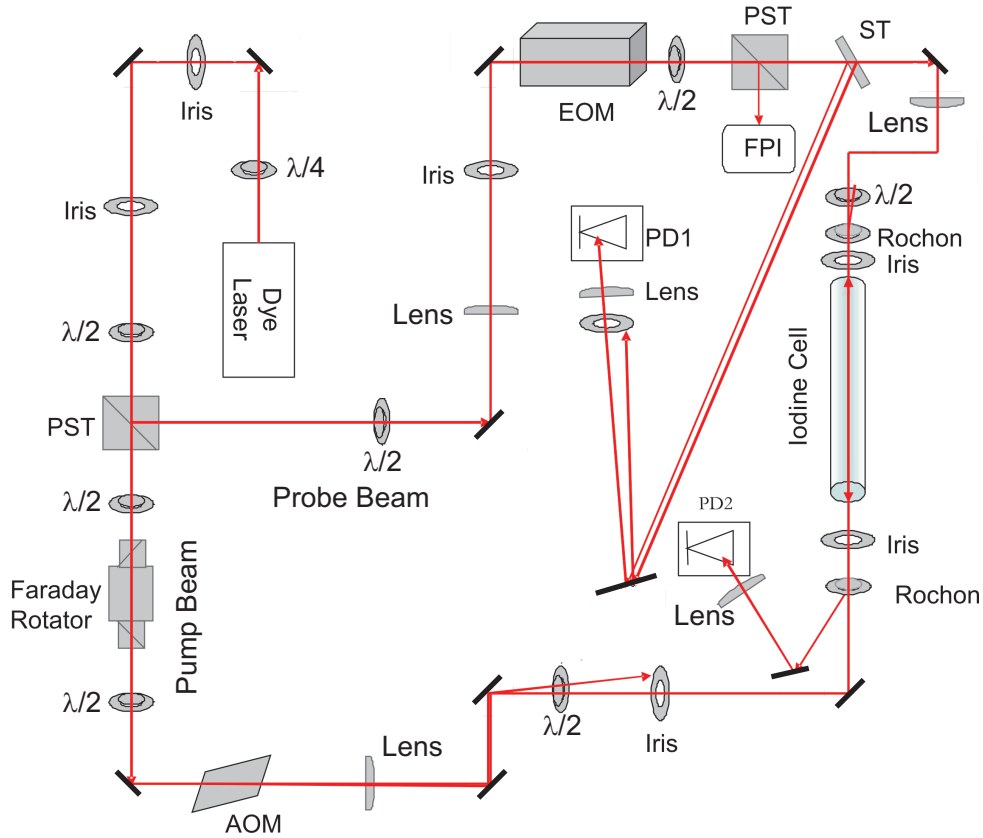 PST
ST
Iris
EOM
λ/2
FPI
Lens
λ/4
Iris
λ/2
Iris
Rochon
Iris
PD1
Lens
Dye
Laser
Lens
λ/2
Iodine Cell
PST
λ/2
Probe Beam
λ/2
PD2
Iris
Faraday
Rotator
Pump Beam
Lens
Rochon
λ/2
λ/2
Iris
Lens
AOM